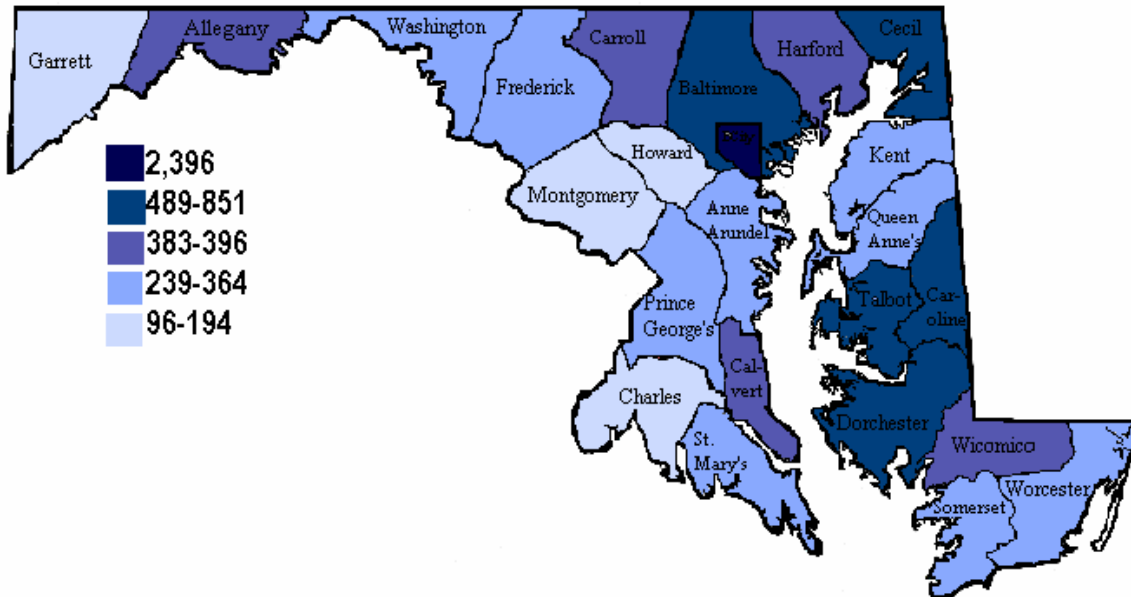 Garrett
Allegany
Washington
Frederick
Carroll
Baltimore
Harford
Cecil
City
Howard
Montgomery
Anne
Arundel
Kent
Queen
Anne's
Talbot
Car-
oline
Prince
George's
Cal-
vert
Charles
St.
Mary's
Dorchester
Wicomico
Somerset
Worcester
2,396
489-851
383-396
239-364
96-194